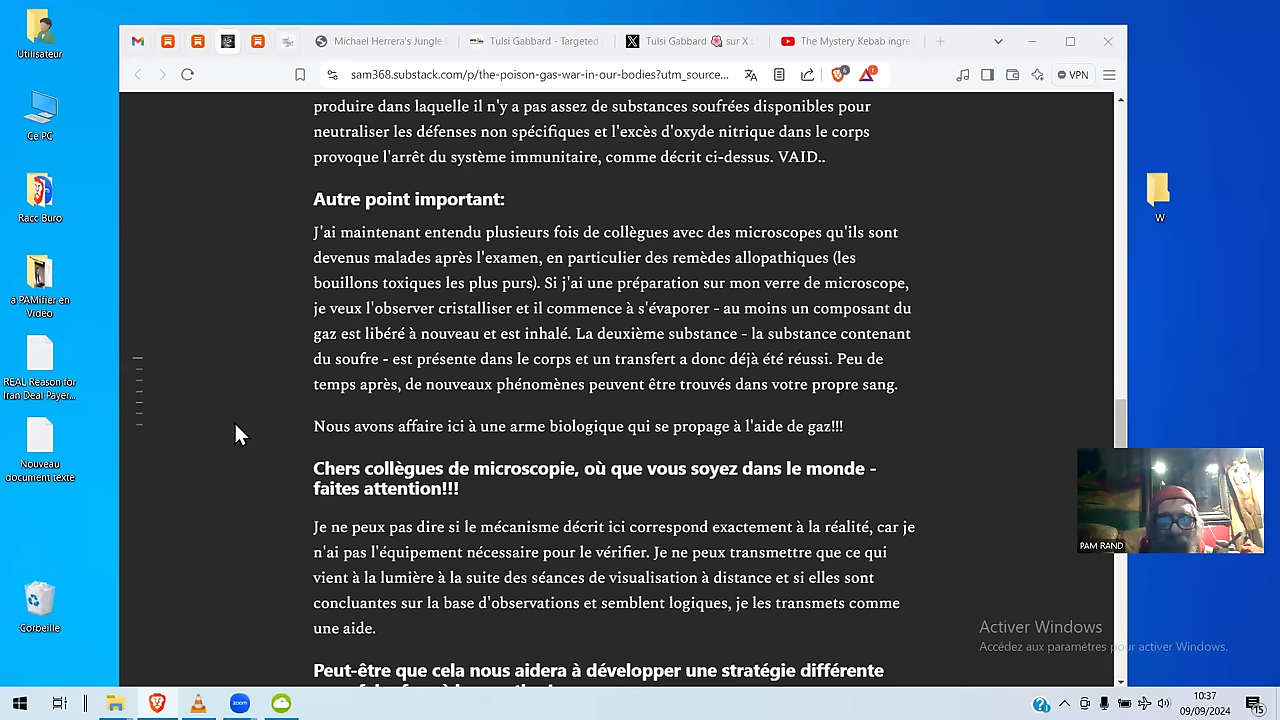 Utilisateur
Ce PC
Racc Buro
à PAMifier en
Vidéo
REAL Reason for
Iran Deal Payer...
Nouveau
document texte
Corbeille
W
Michael Herrera's Jungle
Tulsi Gabbard - Targeted
Tulsi Gabbard 🌺 sur X :
The Mystery Kebab ingre
sam368.substack.com/p/the-poison-gas-war-in-our-bodies?utm_source...
6
1
VPN
produire dans laquelle il n'y a pas assez de substances soufrées disponibles pour
neutraliser les défenses non spécifiques et l'excès d'oxyde nitrique dans le corps
provoque l'arrêt du système immunitaire, comme décrit ci-dessus. VAID..
Autre point important:
J'ai maintenant entendu plusieurs fois de collègues avec des microscopes qu'ils sont
devenus malades après l'examen, en particulier des remèdes allopathiques (les
bouillons toxiques les plus purs). Si j'ai une préparation sur mon verre de microscope,
je veux l'observer cristalliser et il commence à s'évaporer - au moins un composant du
gaz est libéré à nouveau et est inhalé. La deuxième substance - la substance contenant
du soufre - est présente dans le corps et un transfert a donc déjà été réussi. Peu de
temps après, de nouveaux phénomènes peuvent être trouvés dans votre propre sang.
Nous avons affaire ici à une arme biologique qui se propage à l'aide de gaz!!!
Chers collègues de microscopie, où que vous soyez dans le monde -
faites attention!!!
Je ne peux pas dire si le mécanisme décrit ici correspond exactement à la réalité, car je
n'ai pas l'équipement nécessaire pour le vérifier. Je ne peux transmettre que ce qui
vient à la lumière à la suite des séances de visualisation à distance et si elles sont
concluantes sur la base d'observations et semblent logiques, je les transmets comme
une aide.
Peut-être que cela nous aidera à développer une stratégie différente
PAM RAND
Activer Windows
Accédez aux paramètres pour activer Windows.
zoom
10:37
09/09/2024
15